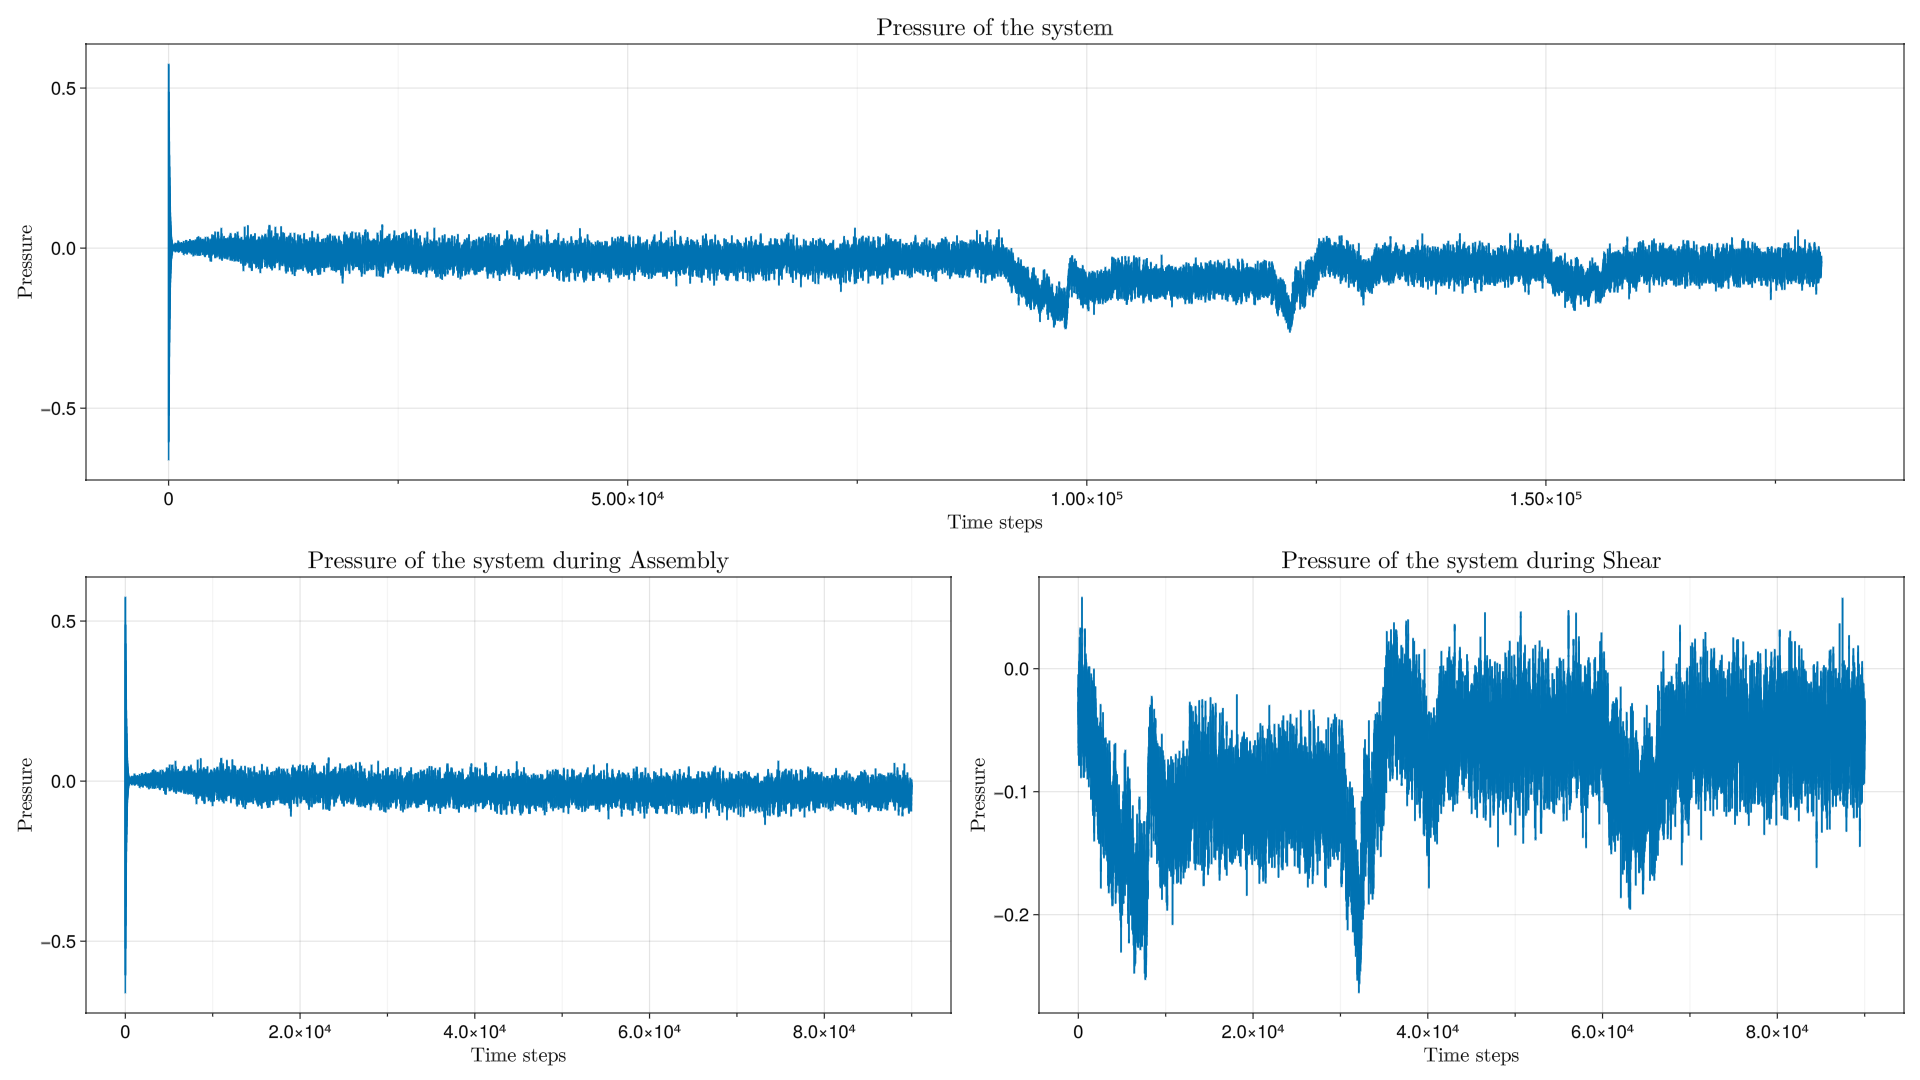 Pressure of the system
0.5
0.0
−0.5
Pressure
0 5.00×10⁴ 1.00×10⁵ 1.50×10⁵
Time steps
Pressure of the system during Assembly
0.5
0.0
−0.5
Pressure
0 2.0×10⁴ 4.0×10⁴ 6.0×10⁴ 8.0×10⁴
Time steps
Pressure of the system during Shear
0.0
−0.1
−0.2
Pressure
0 2.0×10⁴ 4.0×10⁴ 6.0×10⁴ 8.0×10⁴
Time steps